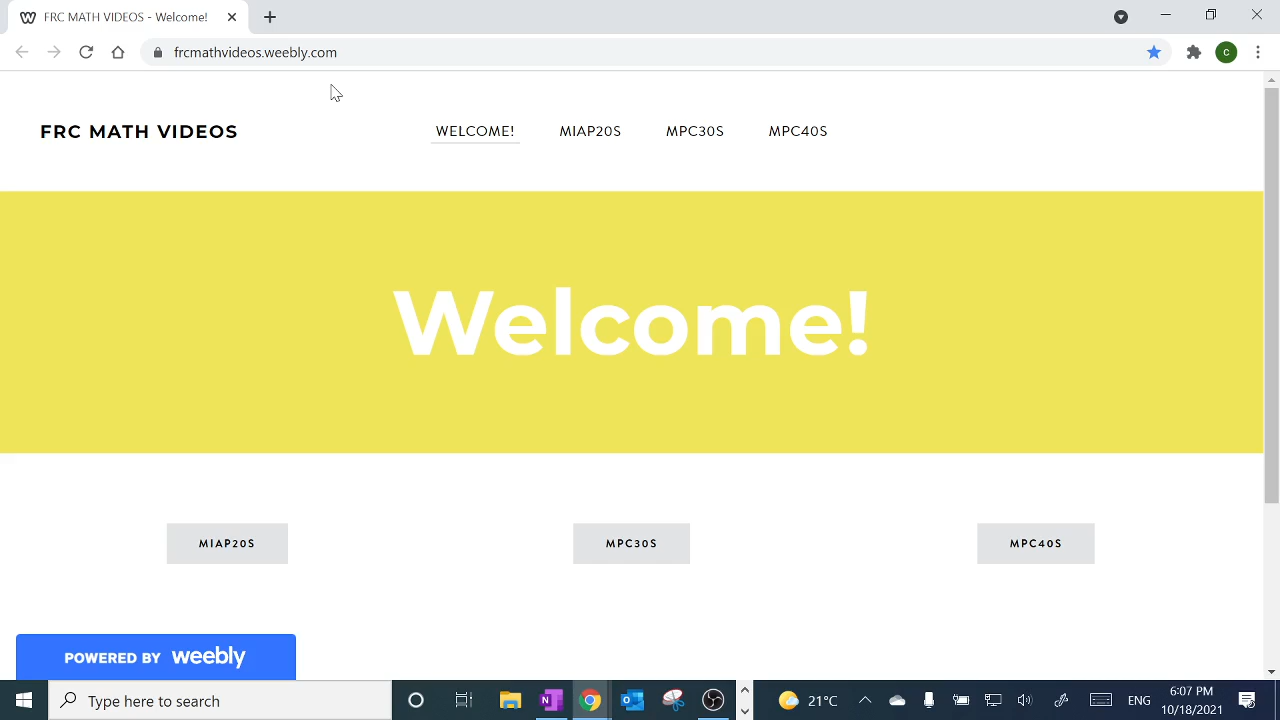 FRC MATH VIDEOS - Welcome!
frcmathvideos.weebly.com
C
FRC MATH VIDEOS
WELCOME!
MIAP20S
MPC30S
MPC40S
Welcome!
MIAP20S
MPC30S
MPC40S
POWERED BY weebly
Type here to search
21°C
ENG
6:07 PM
10/18/2021